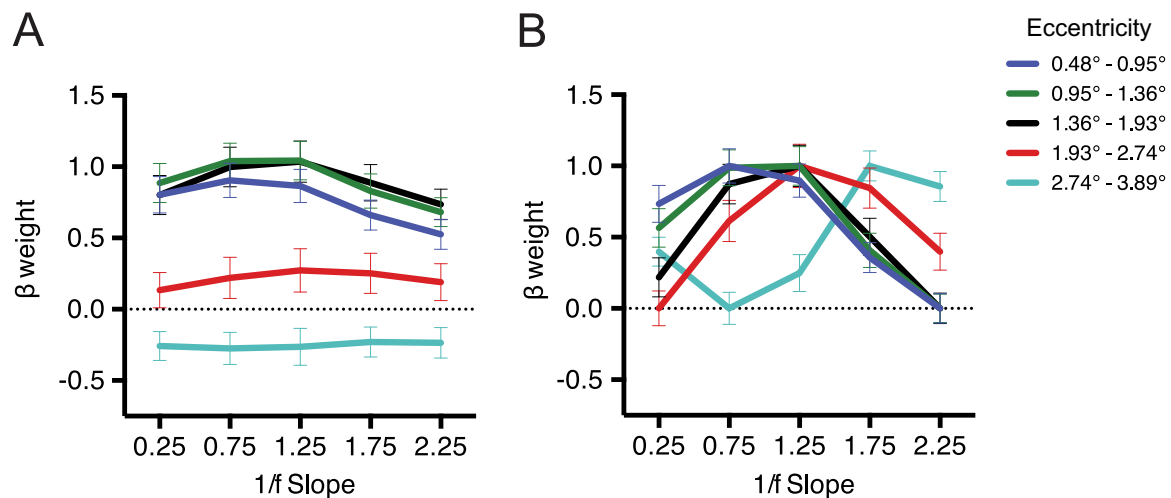 A
1.5
1.0
0.5
0.0
-0.5
β weight
0.25 0.75 1.25 1.75 2.25
1/f Slope
B
1.5
1.0
0.5
0.0
-0.5
β weight
0.25 0.75 1.25 1.75 2.25
1/f Slope
Eccentricity
0.48° - 0.95°
0.95° - 1.36°
1.36° - 1.93°
1.93° - 2.74°
2.74° - 3.89°